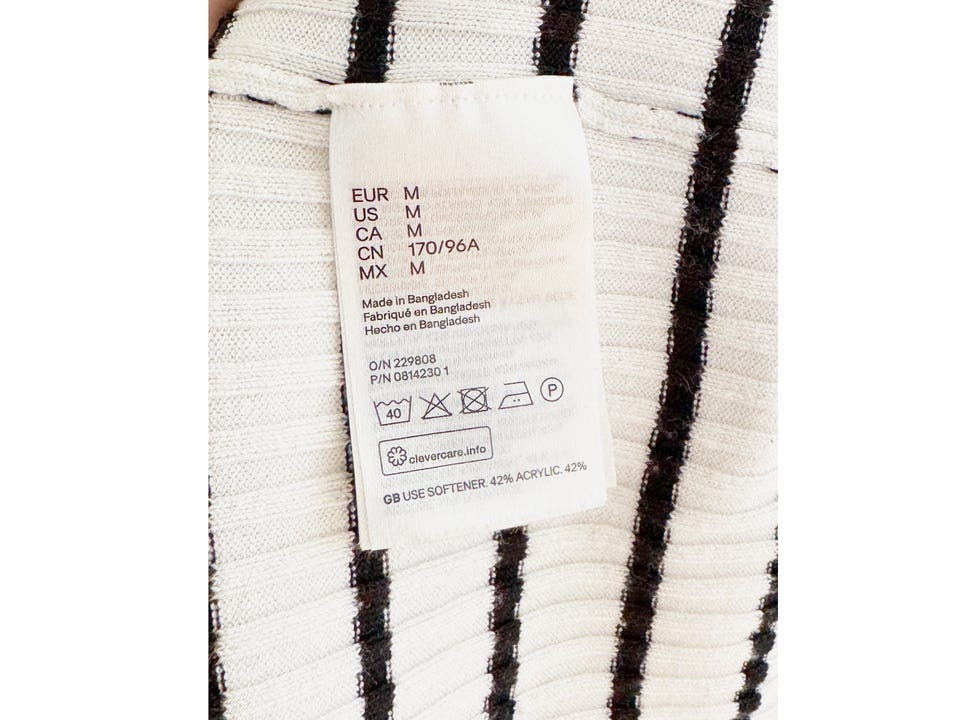 EUR M
US M
CA M
CN 170/96A
MX M
Made in Bangladesh
Fabriqué en Bangladesh
Hecho en Bangladesh
O/N 229808
P/N 0814230 1
40
P
clevercare.info
GB USE SOFTENER. 42% ACRYLIC. 42%